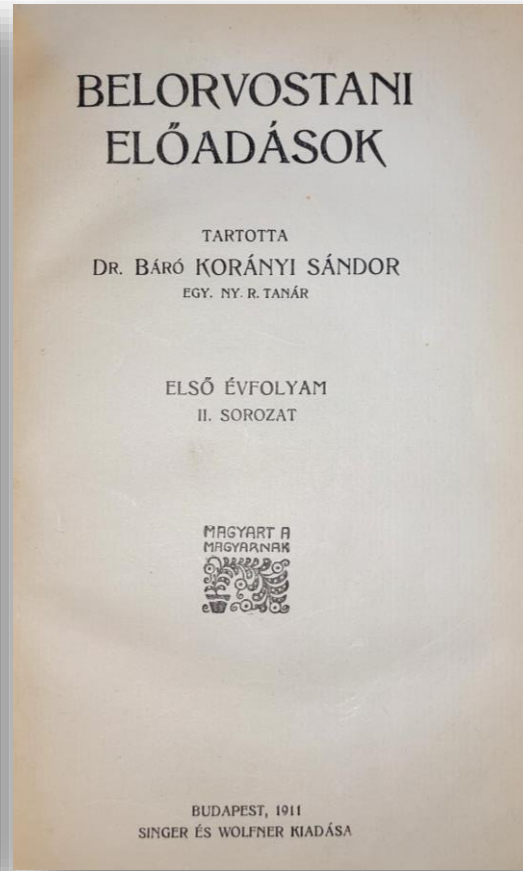 BELORVOSTANI
ELŐADÁSOK
TARTOTTA
DR. BÁRÓ KORÁNYI SÁNDOR
EGY. NY. R. TANÁR
ELSŐ ÉVFOLYAM
II. SOROZAT
MAGYART A
MAGYARNAK
BUDAPEST, 1911
SINGER ÉS WOLFNER KIADÁSA